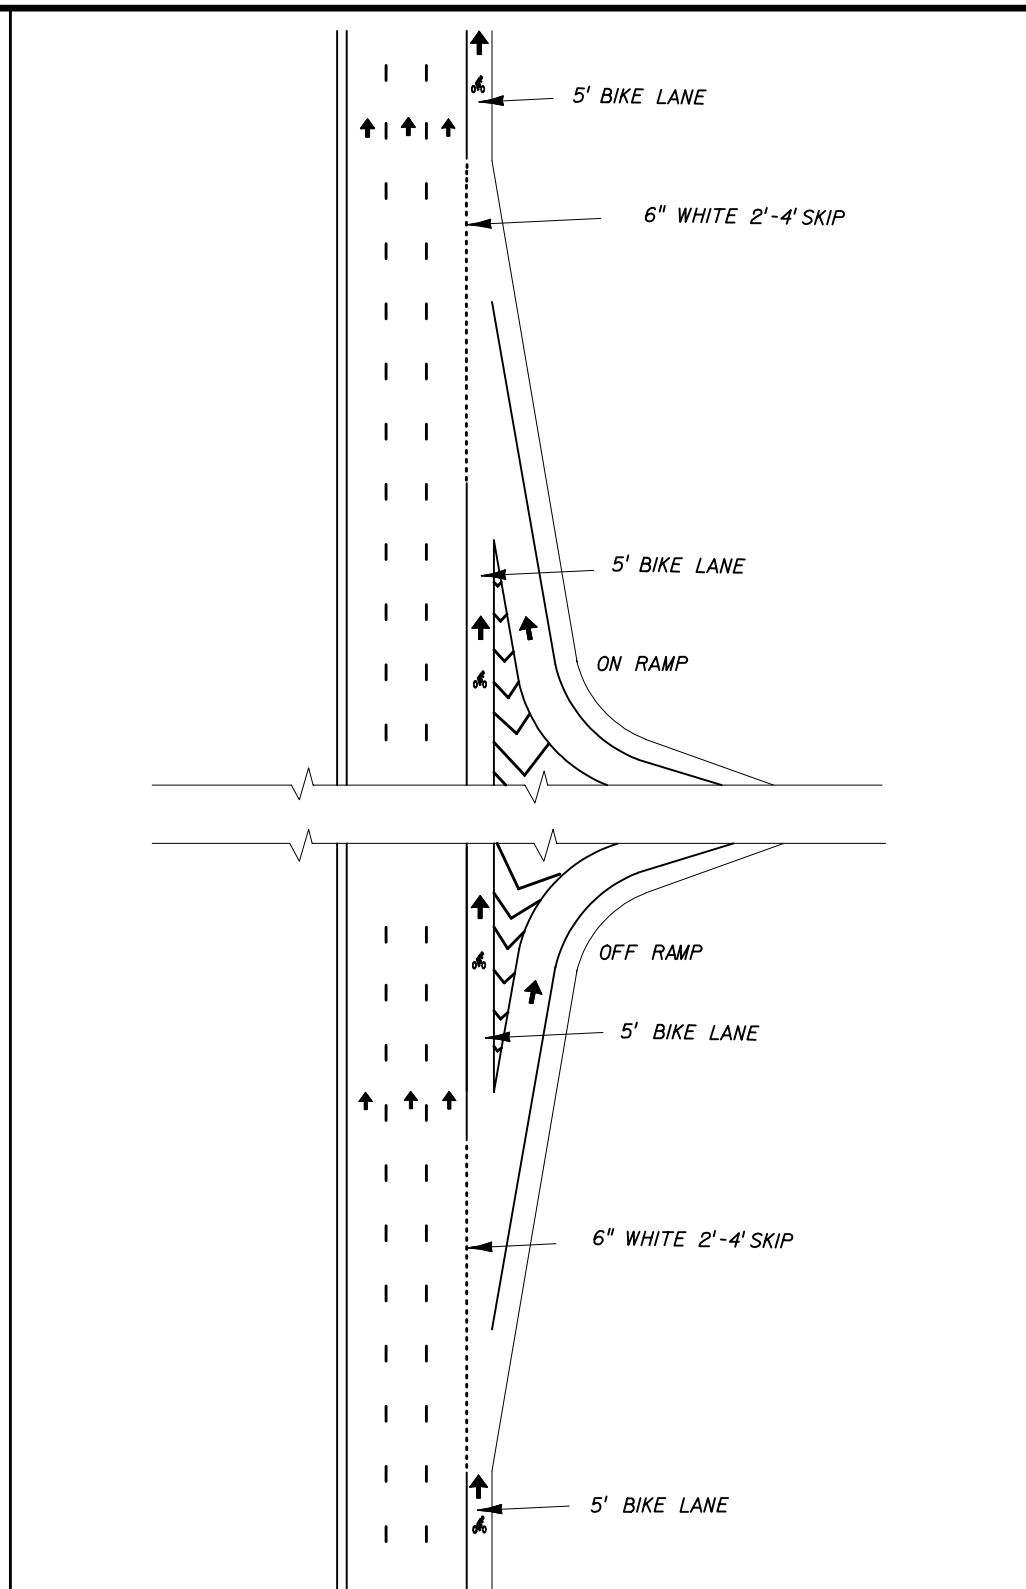 5' BIKE LANE
6" WHITE 2'-4' SKIP
5' BIKE LANE
ON RAMP
OFF RAMP
5' BIKE LANE
6" WHITE 2'-4' SKIP
5' BIKE LANE